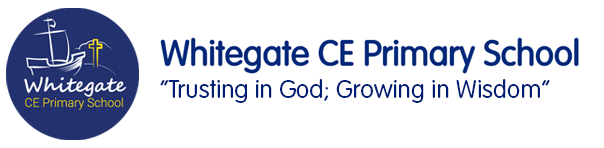 Whitegate
CE Primary School
Whitegate CE Primary School
“Trusting in God; Growing in Wisdom”